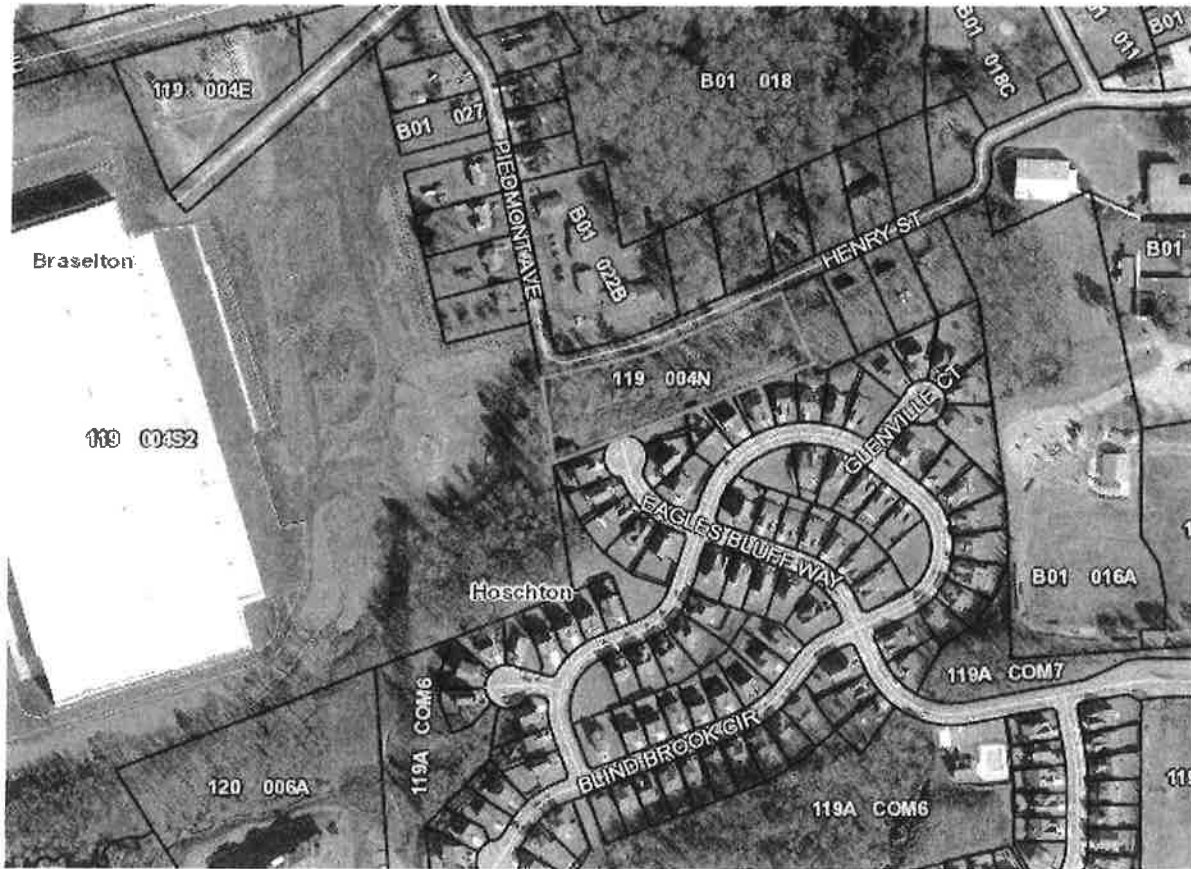 B01 018C
011
B01
119 004E
B01 018
B01 027
PIEDMONT AVE
B01 022B
HENRY ST
B01
Braselton
119 004N
GLENVILLE CT
119 004S2
EAGLES BLUFF WAY
Hoschton
B01 016A
119A COM7
119A COM6
BLIND BROOK CIR
120 006A
119A COM6